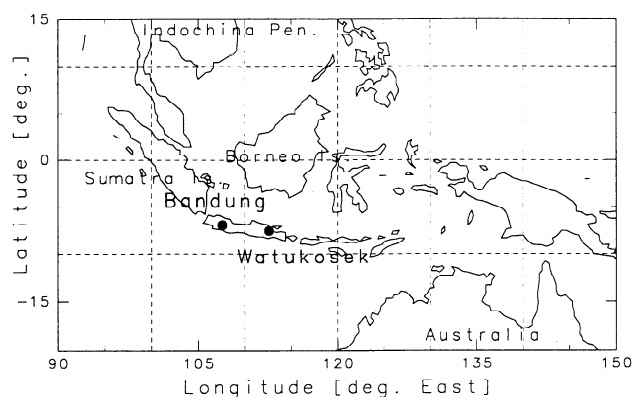 15
Indochina Pen.
Latitude [deg.]
0
Borneo Is.
Sumatra Is.
Bandung
Watukosek
-15
Australia
90
105
120
135
150
Longitude [deg. East]